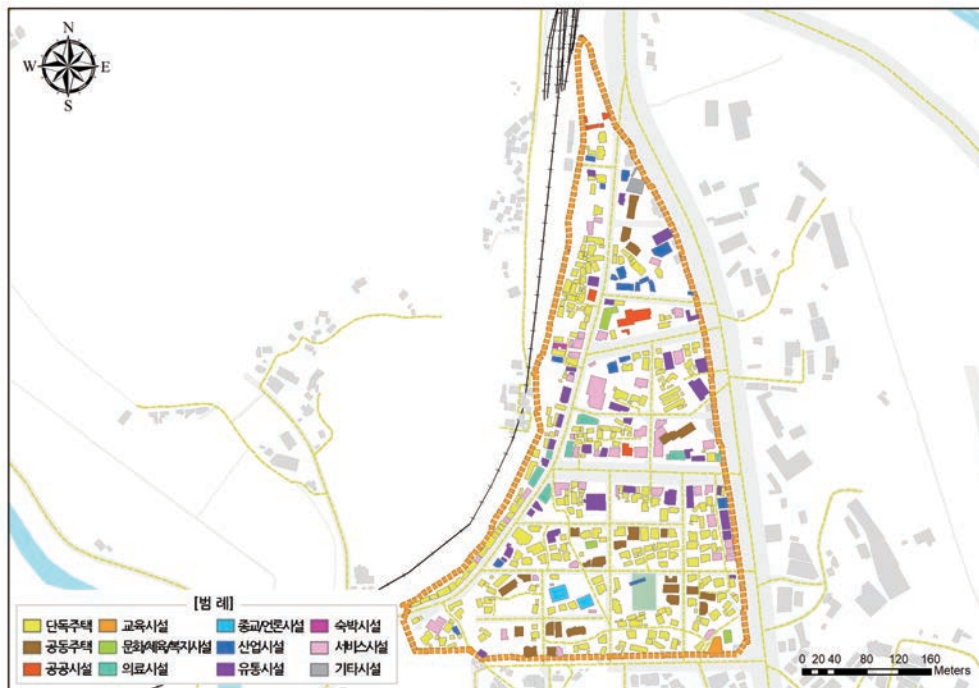 N
W E
S
[범 례]
단독주택 교육시설 종교/언론시설 숙박시설
공동주택 문화/체육/복지시설 산업시설 서비스시설
공공시설 의료시설 유통시설 기타시설
0 20 40 80 120 160
Meters